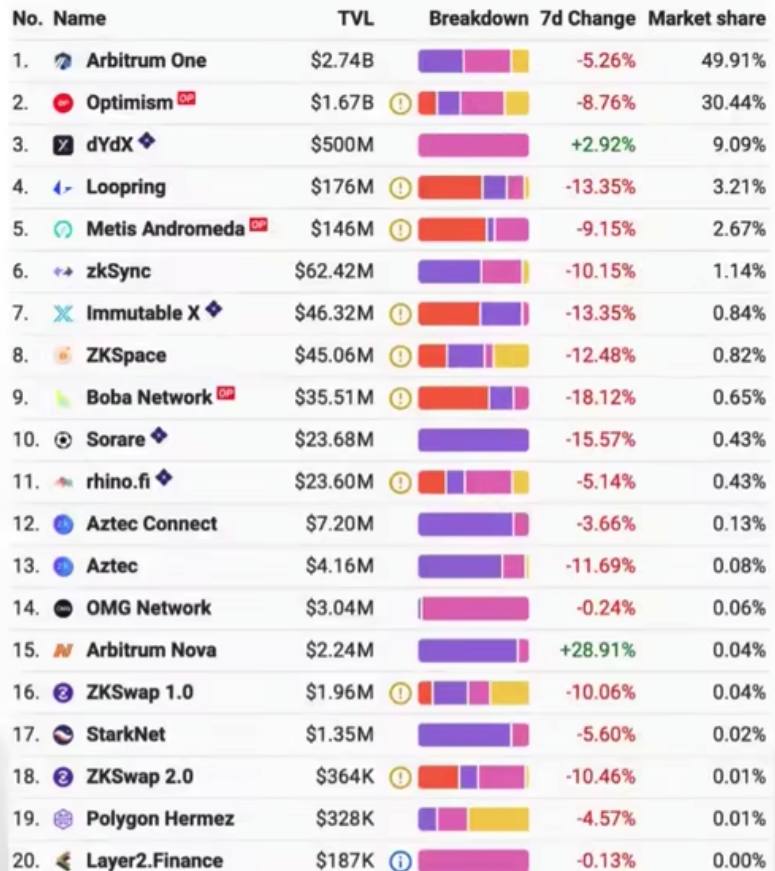 No. Name TVL Breakdown 7d Change Market share
1. Arbitrum One $2.74B -5.26% 49.91%
2. Optimism OP $1.67B -8.76% 30.44%
3. dYdX $500M +2.92% 9.09%
4. Loopring $176M -13.35% 3.21%
5. Metis Andromeda OP $146M -9.15% 2.67%
6. zkSync $62.42M -10.15% 1.14%
7. Immutable X $46.32M -13.35% 0.84%
8. ZKSpace $45.06M -12.48% 0.82%
9. Boba Network OP $35.51M -18.12% 0.65%
10. Sorare $23.68M -15.57% 0.43%
11. rhino.fi $23.60M -5.14% 0.43%
12. Aztec Connect $7.20M -3.66% 0.13%
13. Aztec $4.16M -11.69% 0.08%
14. OMG Network $3.04M -0.24% 0.06%
15. Arbitrum Nova $2.24M +28.91% 0.04%
16. ZKSwap 1.0 $1.96M -10.06% 0.04%
17. StarkNet $1.35M -5.60% 0.02%
18. ZKSwap 2.0 $364K -10.46% 0.01%
19. Polygon Hermez $328K -4.57% 0.01%
20. Layer2.Finance $187K -0.13% 0.00%